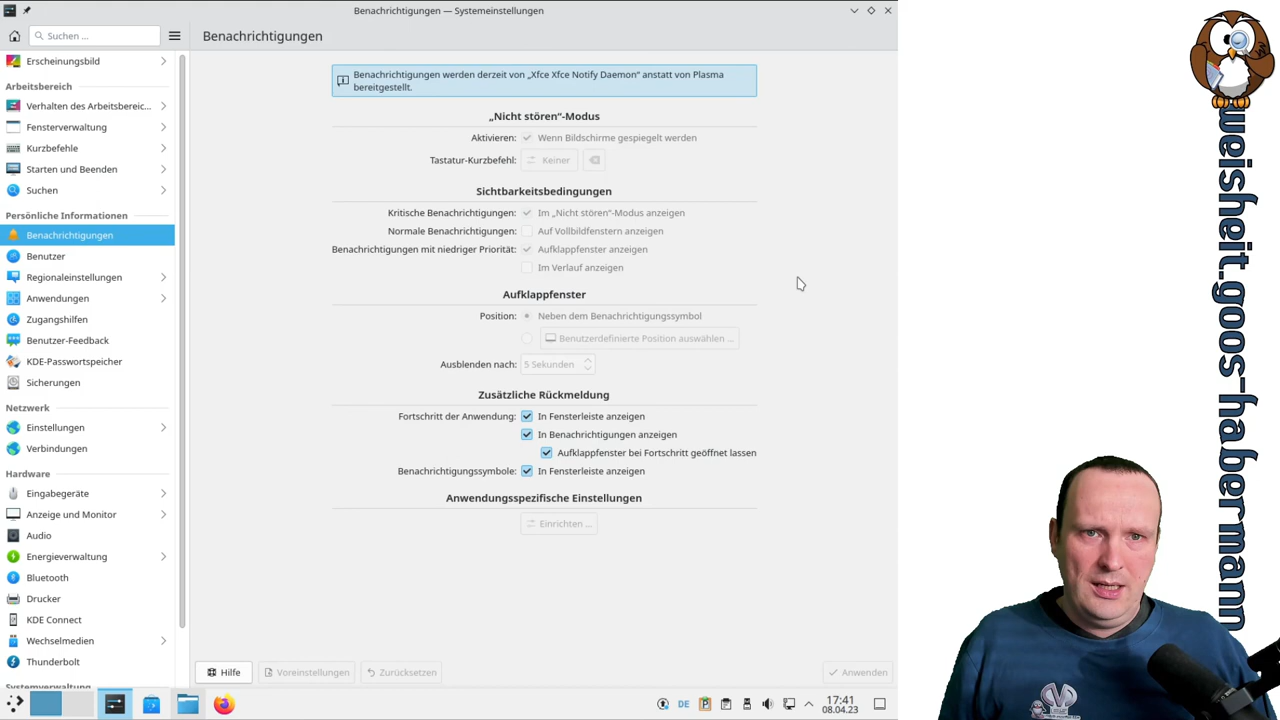 Benachrichtigungen — Systemeinstellungen
Suchen ...
Benachrichtigungen
Erscheinungsbild
Arbeitsbereich
Verhalten des Arbeitsbereic...
Fensterverwaltung
Kurzbefehle
Starten und Beenden
Suchen
Persönliche Informationen
Benachrichtigungen
Benutzer
Regionaleinstellungen
Anwendungen
Zugangshilfen
Benutzer-Feedback
KDE-Passwortspeicher
Sicherungen
Netzwerk
Einstellungen
Verbindungen
Hardware
Eingabegeräte
Anzeige und Monitor
Audio
Energieverwaltung
Bluetooth
Drucker
KDE Connect
Wechselmedien
Thunderbolt
Systemverwaltung
Benachrichtigungen werden derzeit von „Xfce Xfce Notify Daemon“ anstatt von Plasma
bereitgestellt.
„Nicht stören“-Modus
Aktivieren: Wenn Bildschirme gespiegelt werden
Tastatur-Kurzbefehl: Keiner
Sichtbarkeitsbedingungen
Kritische Benachrichtigungen: Im „Nicht stören“-Modus anzeigen
Normale Benachrichtigungen: Auf Vollbildfenstern anzeigen
Benachrichtigungen mit niedriger Priorität: Aufklappfenster anzeigen
Im Verlauf anzeigen
Aufklappfenster
Position: Neben dem Benachrichtigungssymbol
Benutzerdefinierte Position auswählen ...
Ausblenden nach: 5 Sekunden
Zusätzliche Rückmeldung
Fortschritt der Anwendung: In Fensterleiste anzeigen
In Benachrichtigungen anzeigen
Aufklappfenster bei Fortschritt geöffnet lassen
Benachrichtigungssymbole: In Fensterleiste anzeigen
Anwendungsspezifische Einstellungen
Einrichten ...
Hilfe
Voreinstellungen
Zurücksetzen
Anwenden
DE
17:41
08.04.23
weisheit.goos-habermann